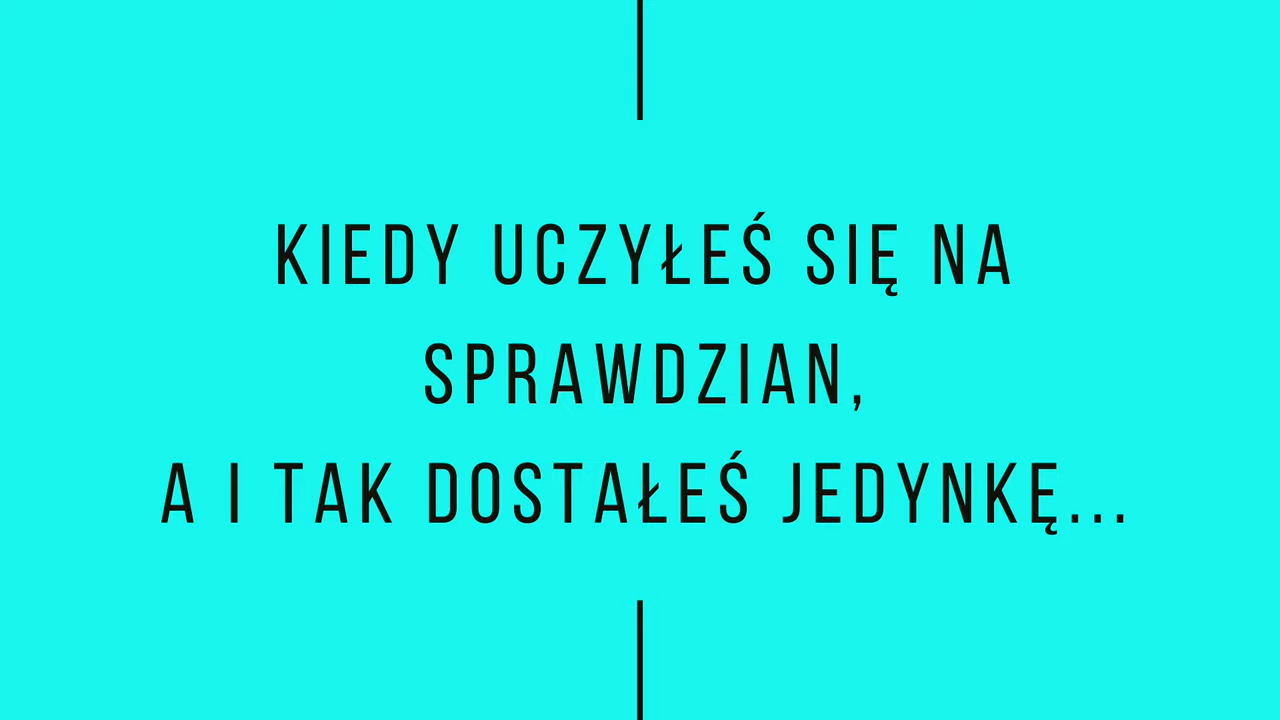 KIEDY UCZYŁEŚ SIĘ NA
SPRAWDZIAN,
A I TAK DOSTAŁEŚ JEDYNKĘ...